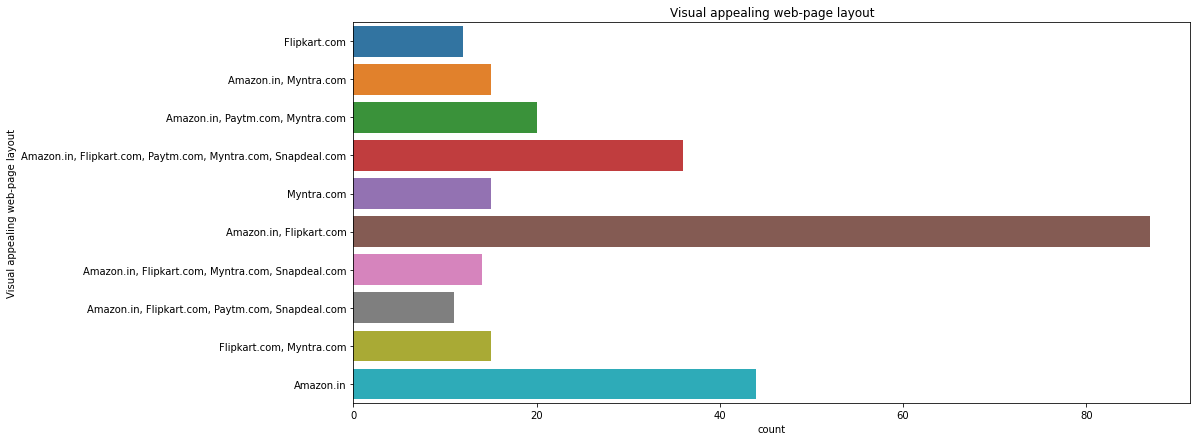 Visual appealing web-page layout
Visual appealing web-page layout
Flipkart.com
Amazon.in, Myntra.com
Amazon.in, Paytm.com, Myntra.com
Amazon.in, Flipkart.com, Paytm.com, Myntra.com, Snapdeal.com
Myntra.com
Amazon.in, Flipkart.com
Amazon.in, Flipkart.com, Myntra.com, Snapdeal.com
Amazon.in, Flipkart.com, Paytm.com, Snapdeal.com
Flipkart.com, Myntra.com
Amazon.in
0 20 40 60 80
count